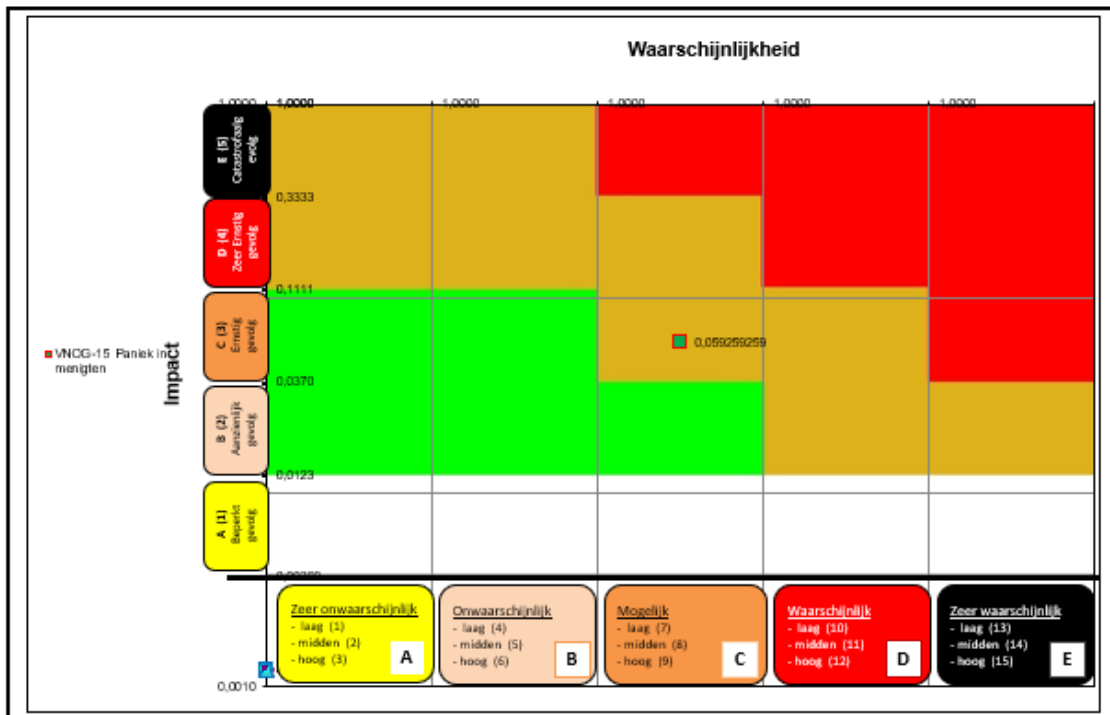 Waarschijnlijkheid
1,0000
1,0000
1,0000
1,0000
1,0000
1,0000
E (5)
Catastrofaalg
evolg
0,3333
D (4)
Zeer Ernstig
gevolg
0,1111
C (3)
Ernstig
gevolg
0,059259259
VNOG-15 Paniek in
menigten
Impact
0,0370
B (2)
Aanzienlijk
gevolg
0,0123
A (1)
Beperkt
gevolg
Zeer onwaarschijnlijk
- laag (1)
- midden (2)
- hoog (3)
A
Onwaarschijnlijk
- laag (4)
- midden (5)
- hoog (6)
B
Mogelijk
- laag (7)
- midden (8)
- hoog (9)
C
Waarschijnlijk
- laag (10)
- midden (11)
- hoog (12)
D
Zeer waarschijnlijk
- laag (13)
- midden (14)
- hoog (15)
E
0,0010